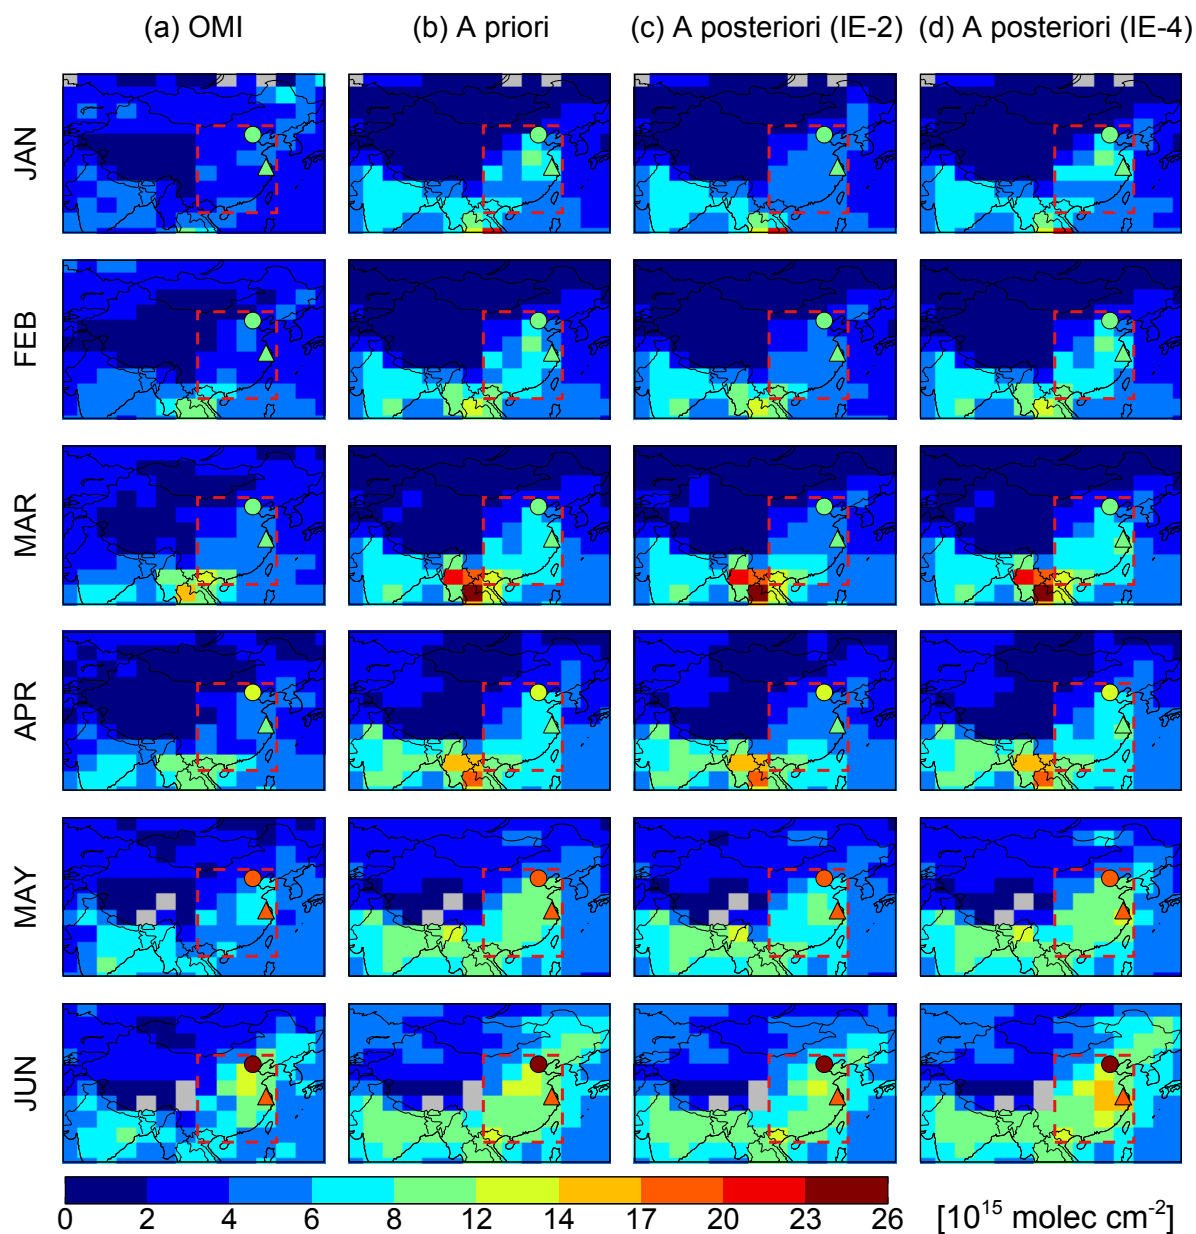 (a) OMI (b) A priori (c) A posteriori (IE-2) (d) A posteriori (IE-4)
JAN
FEB
MAR
APR
MAY
JUN
0 2 4 6 8 12 14 17 20 23 26 [10¹⁵ molec cm⁻²]